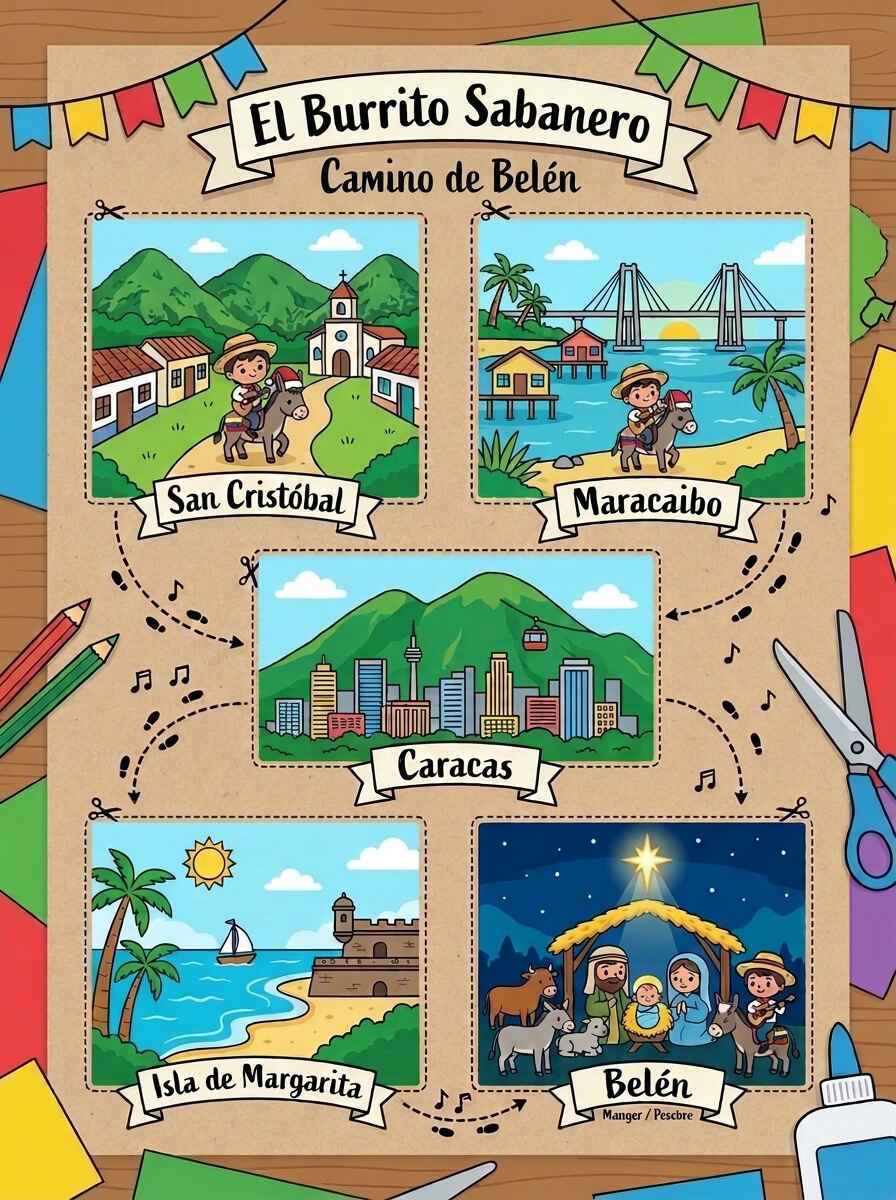 El Burrito Sabanero
Camino de Belén
San Cristóbal
Maracaibo
Caracas
Isla de Margarita
Belén
Manger / Pescbre